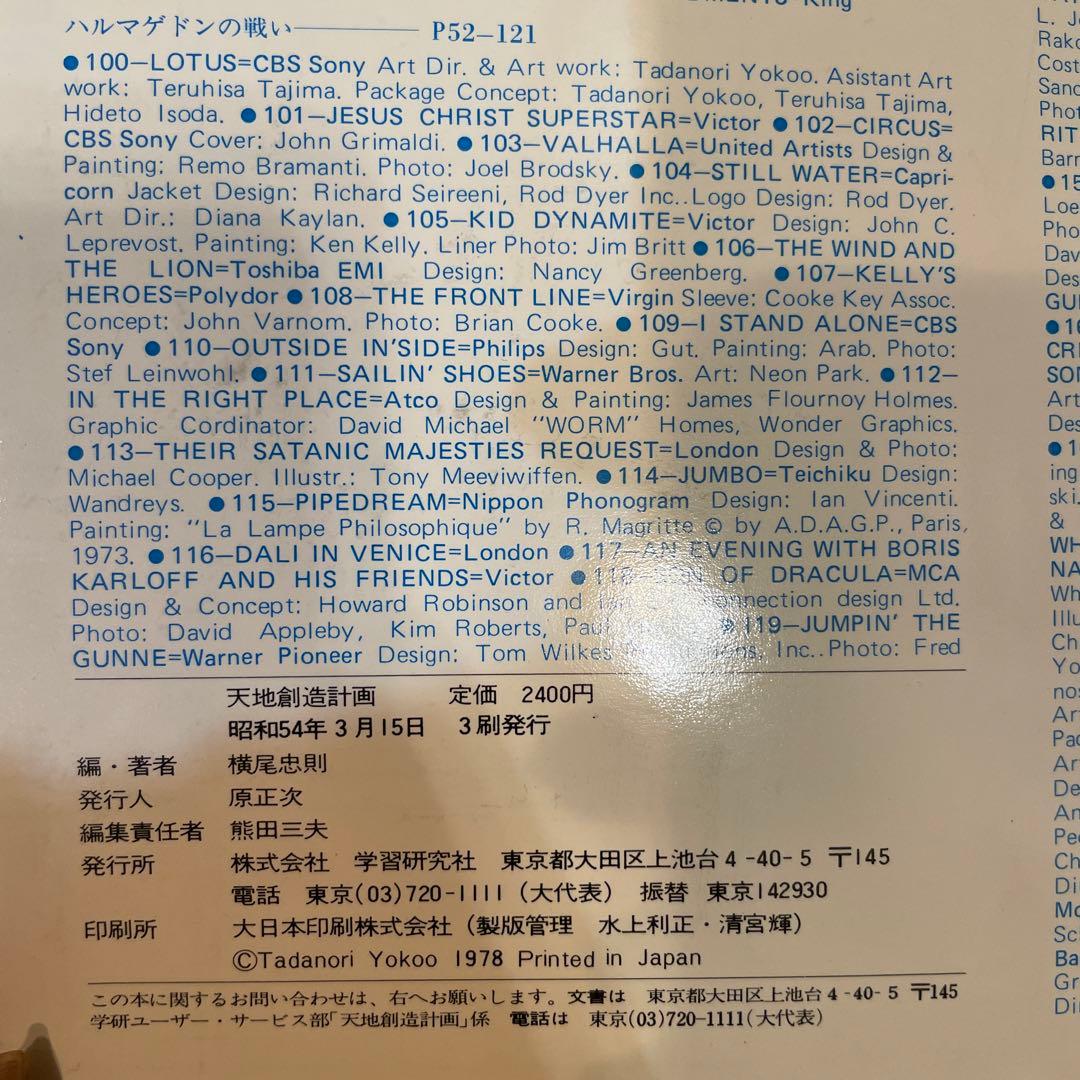 ハルマゲドンの戦い――――― P52–121
●100–LOTUS=CBS Sony Art Dir. & Art work: Tadanori Yokoo. Asistant Art
work: Teruhisa Tajima. Package Concept: Tadanori Yokoo, Teruhisa Tajima,
Hideto Isoda. ●101–JESUS CHRIST SUPERSTAR=Victor ●102–CIRCUS=
CBS Sony Cover: John Grimaldi. ●103–VALHALLA=United Artists Design &
Painting: Remo Bramanti. Photo: Joel Brodsky. ●104–STILL WATER=Capri-
corn Jacket Design: Richard Seireeni, Rod Dyer Inc..Logo Design: Rod Dyer.
Art Dir.: Diana Kaylan. ●105–KID DYNAMITE=Victor Design: John C.
Leprevost. Painting: Ken Kelly. Liner Photo: Jim Britt ●106–THE WIND AND
THE LION=Toshiba EMI Design: Nancy Greenberg. ●107–KELLY'S
HEROES=Polydor ●108–THE FRONT LINE=Virgin Sleeve: Cooke Key Assoc.
Concept: John Varnom. Photo: Brian Cooke. ●109–I STAND ALONE=CBS
Sony ●110–OUTSIDE IN'SIDE=Philips Design: Gut. Painting: Arab. Photo:
Stef Leinwohl. ●111–SAILIN' SHOES=Warner Bros. Art: Neon Park. ●112–
IN THE RIGHT PLACE=Atco Design & Painting: James Flournoy Holmes.
Graphic Cordinator: David Michael "WORM" Homes, Wonder Graphics.
●113–THEIR SATANIC MAJESTIES REQUEST=London Design & Photo:
Michael Cooper. Illustr.: Tony Meeviwiffen. ●114–JUMBO=Teichiku Design:
Wandreys. ●115–PIPEDREAM=Nippon Phonogram Design: Ian Vincenti.
Painting: "La Lampe Philosophique" by R. Magritte © by A.D.A.G.P., Paris,
1973. ●116–DALI IN VENICE=London ●117–AN EVENING WITH BORIS
KARLOFF AND HIS FRIENDS=Victor ●118–SON OF DRACULA=MCA
Design & Concept: Howard Robinson and design Ltd.
Photo: David Appleby, Kim Roberts, Paul ●119–JUMPIN' THE
GUNNE=Warner Pioneer Design: Tom Wilkes Inc..Photo: Fred
天地創造計画 定価 2400円
昭和54年3月15日 3刷発行
編・著者 横尾忠則
発行人 原正次
編集責任者 熊田三夫
発行所 株式会社 学習研究社 東京都大田区上池台4-40-5 〒145
電話 東京(03)720-1111(大代表) 振替 東京142930
印刷所 大日本印刷株式会社(製版管理 水上利正・清宮輝)
©Tadanori Yokoo 1978 Printed in Japan
この本に関するお問い合わせは、右へお願いします。文書は 東京都大田区上池台4-40-5 〒145
学研ユーザー・サービス部「天地創造計画」係 電話は 東京(03)720-1111(大代表)